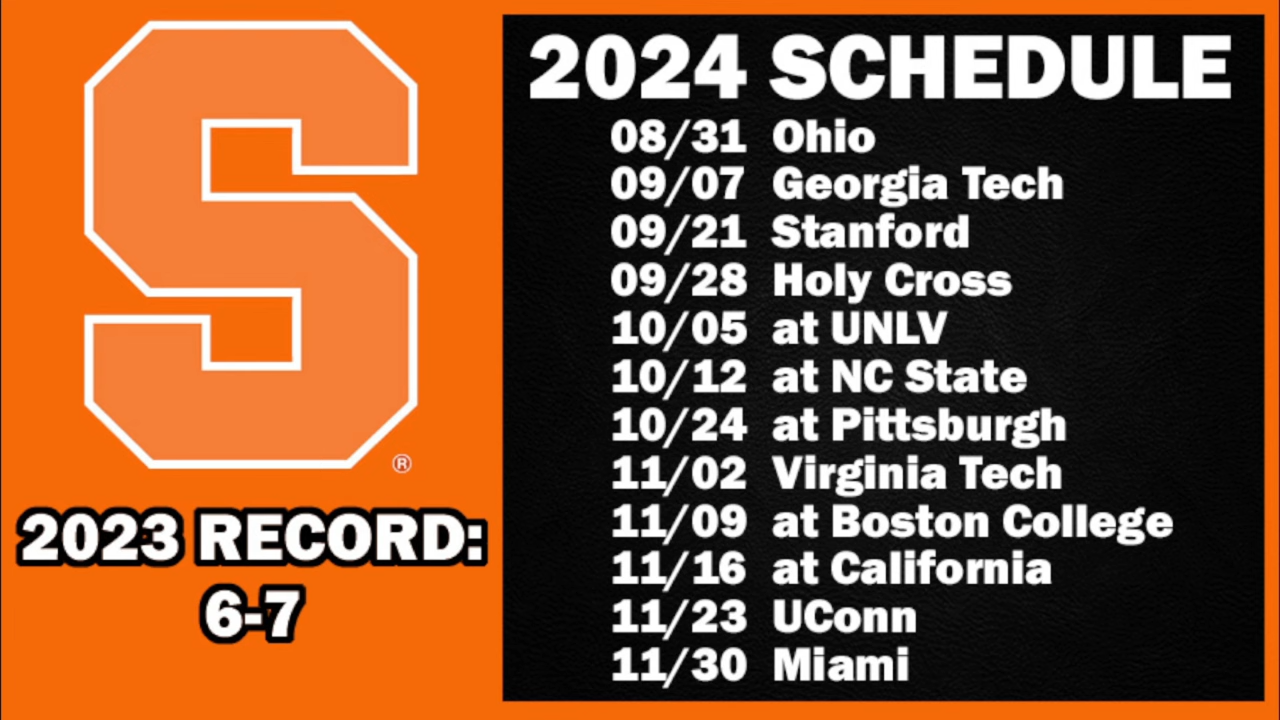 S
®
2023 RECORD:
6-7
2024 SCHEDULE
08/31 Ohio
09/07 Georgia Tech
09/21 Stanford
09/28 Holy Cross
10/05 at UNLV
10/12 at NC State
10/24 at Pittsburgh
11/02 Virginia Tech
11/09 at Boston College
11/16 at California
11/23 UConn
11/30 Miami